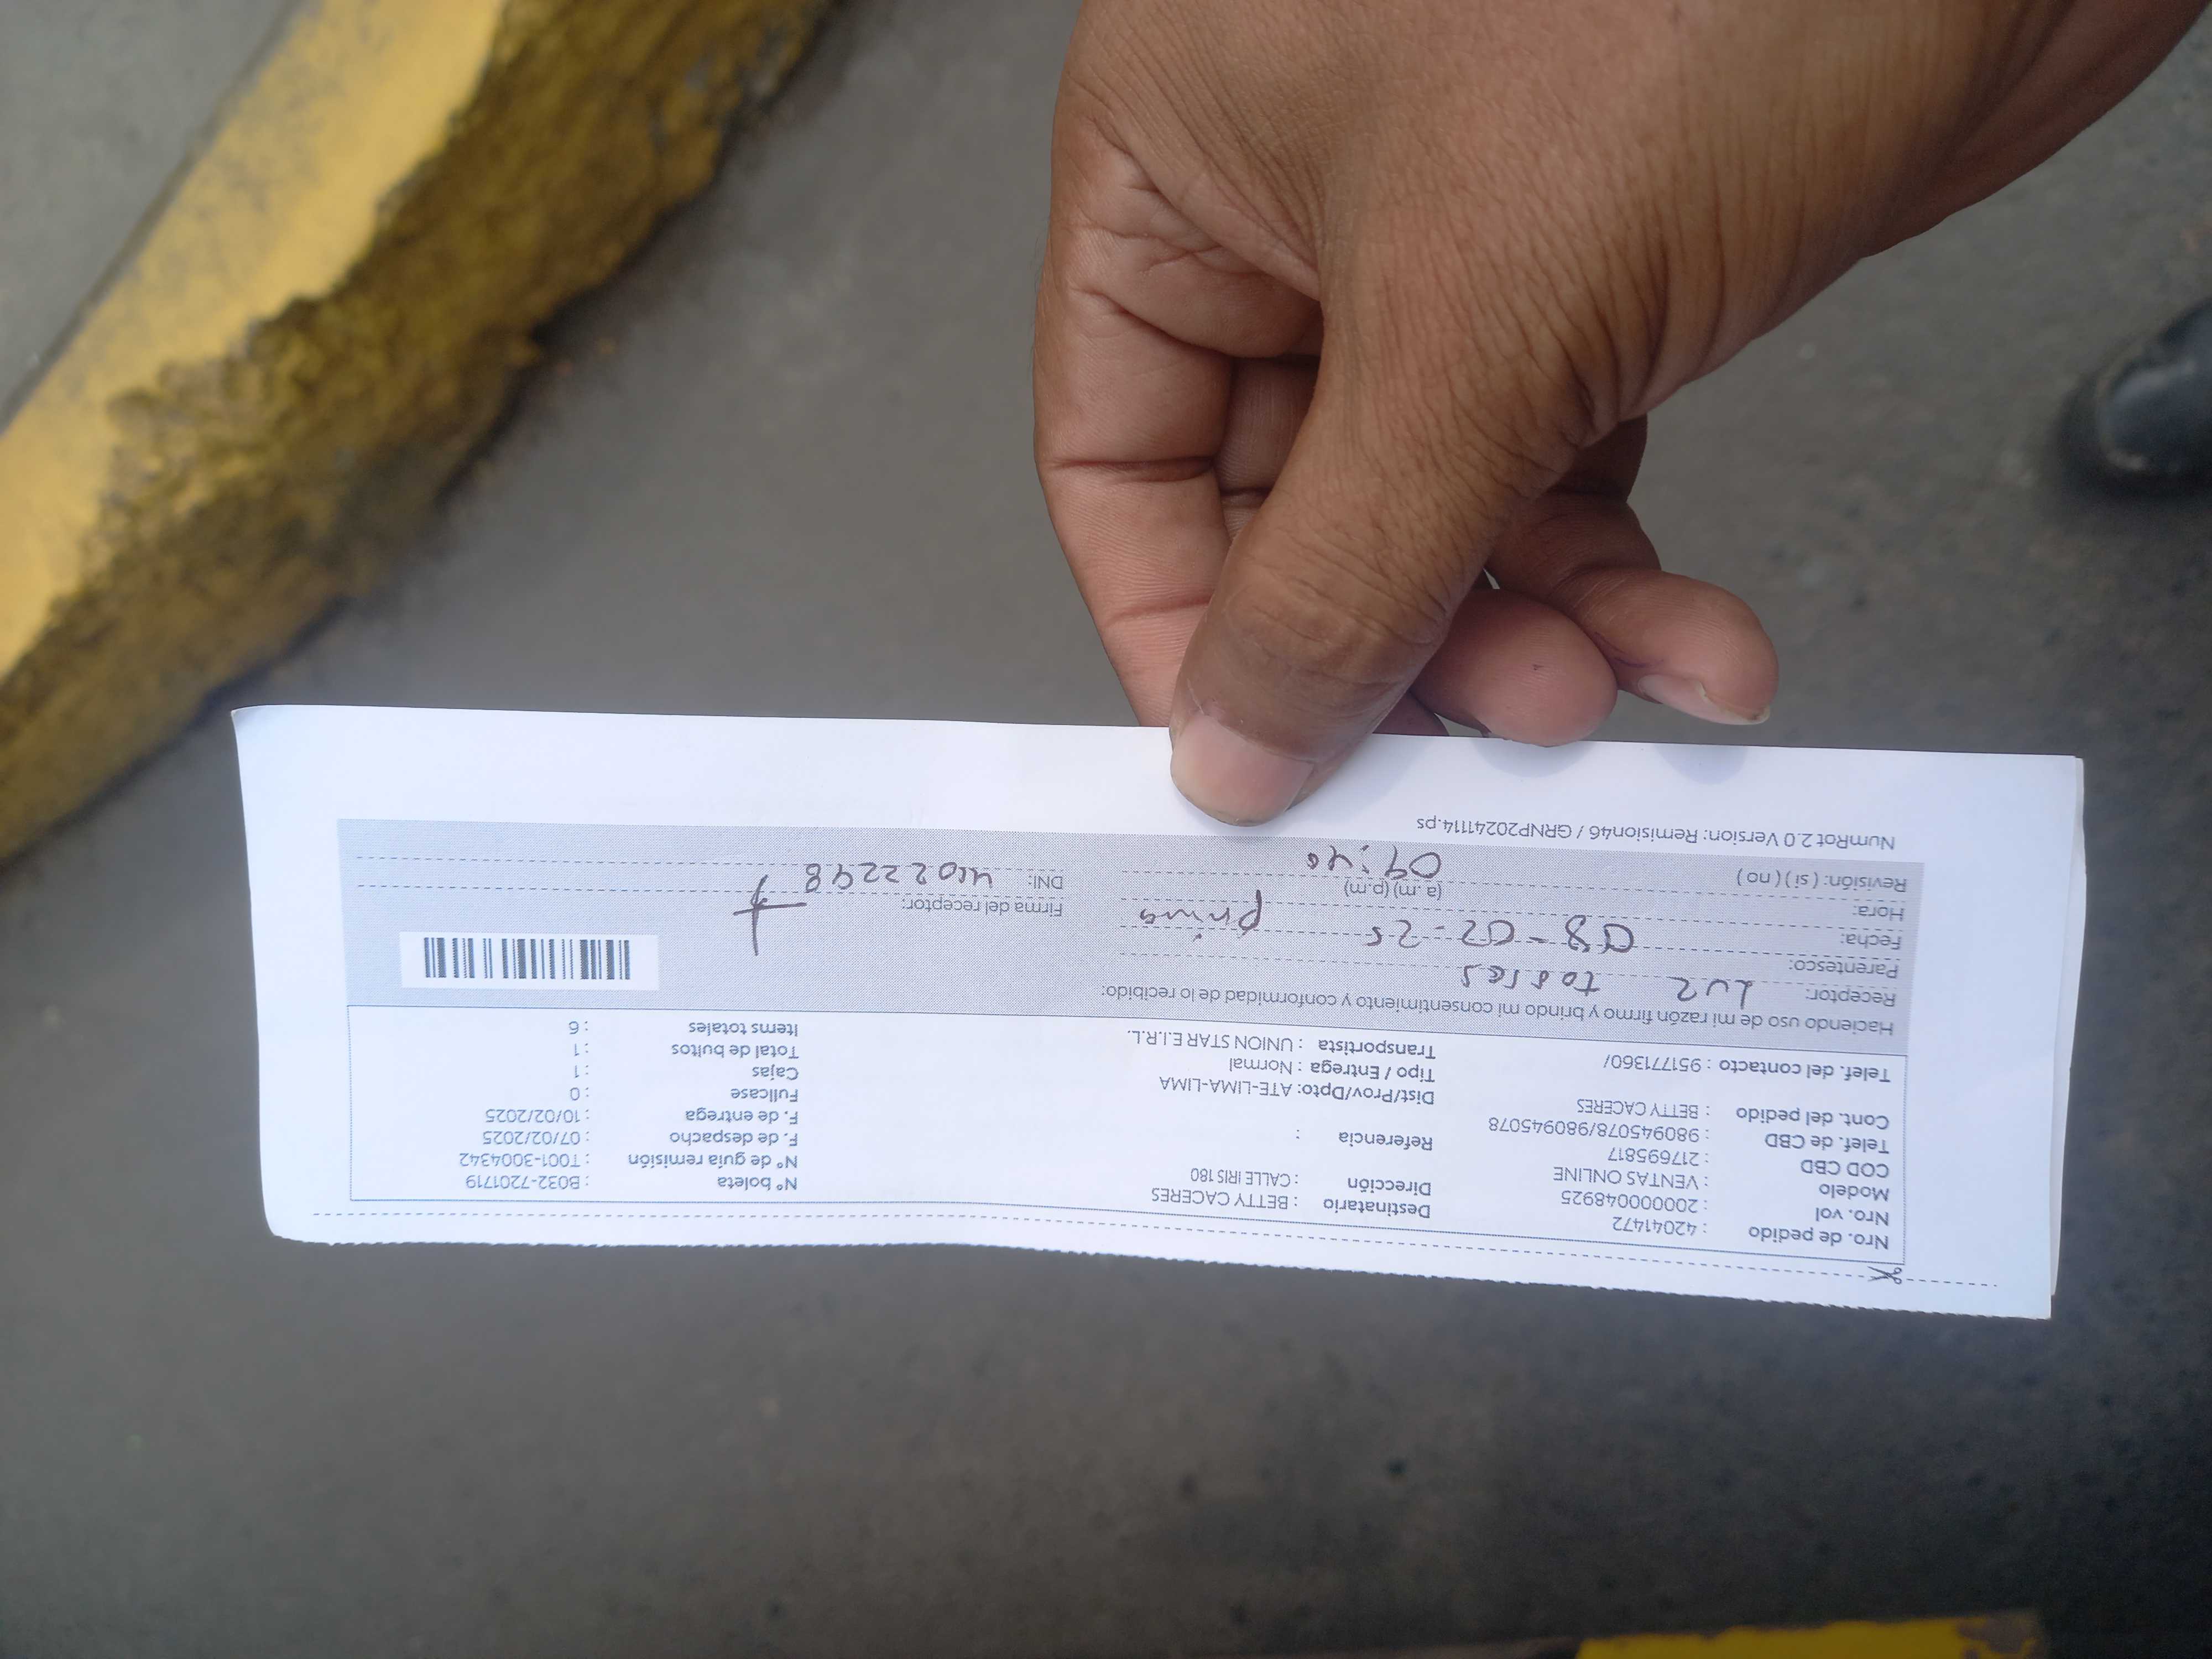 Nro. de pedido : 42041472
Nro. vol : 2000000048925
Modelo : VENTAS ONLINE
COD CBD : 217695817
Telef. de CBD : 980945078/980945078
Cont. del pedido : BETTY CACERES
Telef. del contacto : 951771360/
Destinatario : BETTY CACERES
Dirección : CALLE IRIS 180
Referencia :
Dist/Prov/Dpto: ATE-LIMA-LIMA
Tipo / Entrega : Normal
Transportista : UNION STAR E.I.R.L.
N° boleta : B032-7201719
N° de guía remisión : T001-3004342
F. de despacho : 07/02/2025
F. de entrega : 10/02/2025
Fullcase : 0
Cajas : 1
Total de bultos : 1
Items totales : 6
Haciendo uso de mi razón firmo y brindo mi consentimiento y conformidad de lo recibido:
Receptor: Luz
Parentesco: prima
Fecha: 08-02-25
Hora: 09:40 (a.m) (p.m)
Revisión: ( si ) ( no )
Firma del receptor:
DNI: 41022298
NumRot 2.0 Version: Remision46 / GRNP20241114.ps